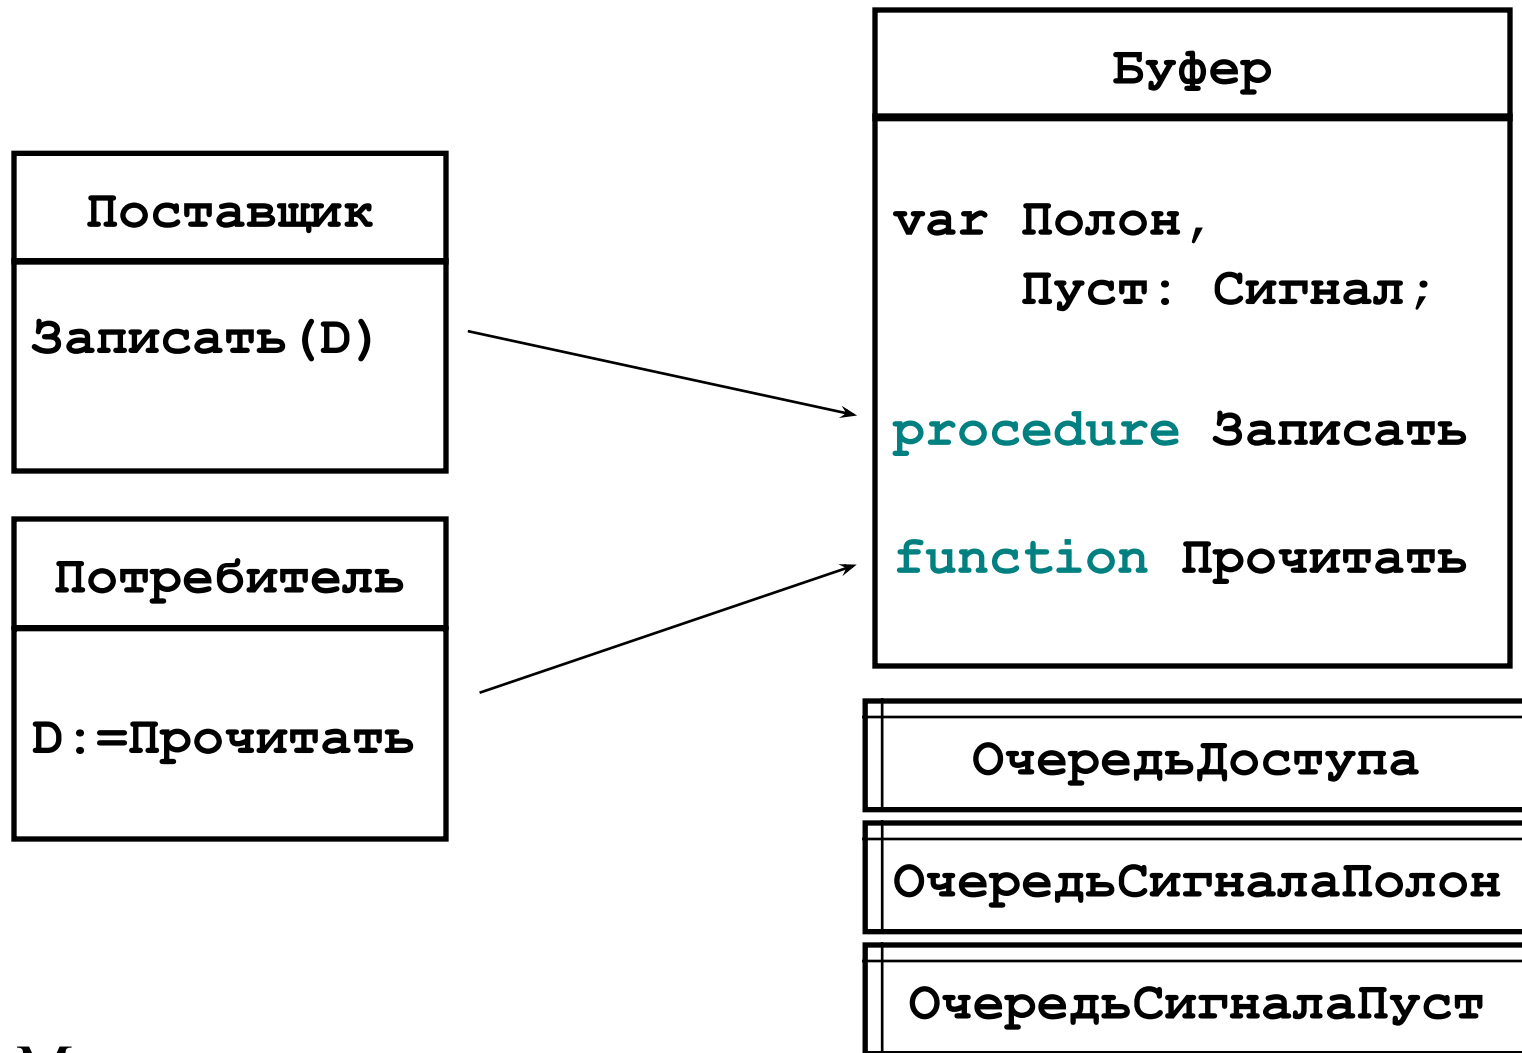 Поставщик
Записать(D)
Потребитель
D:=Прочитать
Буфер
var Полон,
Пуст: Сигнал;
procedure Записать
function Прочитать
ОчередьДоступа
ОчередьСигналаПолон
ОчередьСигналаПуст